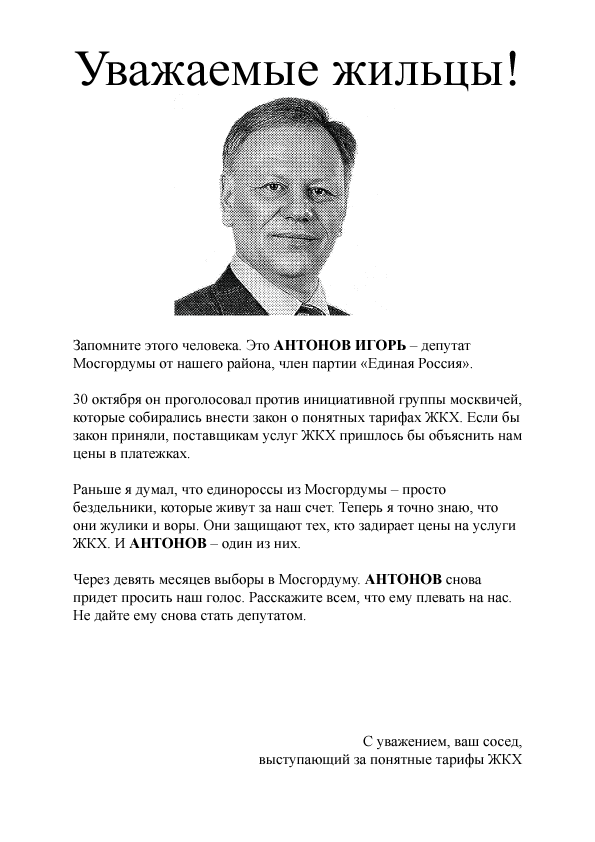 Уважаемые жильцы!
Запомните этого человека. Это АНТОНОВ ИГОРЬ – депутат
Мосгордумы от нашего района, член партии «Единая Россия».
30 октября он проголосовал против инициативной группы москвичей,
которые собирались внести закон о понятных тарифах ЖКХ. Если бы
закон приняли, поставщикам услуг ЖКХ пришлось бы объяснить нам
цены в платежках.
Раньше я думал, что единороссы из Мосгордумы – просто
бездельники, которые живут за наш счет. Теперь я точно знаю, что
они жулики и воры. Они защищают тех, кто задирает цены на услуги
ЖКХ. И АНТОНОВ – один из них.
Через девять месяцев выборы в Мосгордуму. АНТОНОВ снова
придет просить наш голос. Расскажите всем, что ему плевать на нас.
Не дайте ему снова стать депутатом.
С уважением, ваш сосед,
выступающий за понятные тарифы ЖКХ